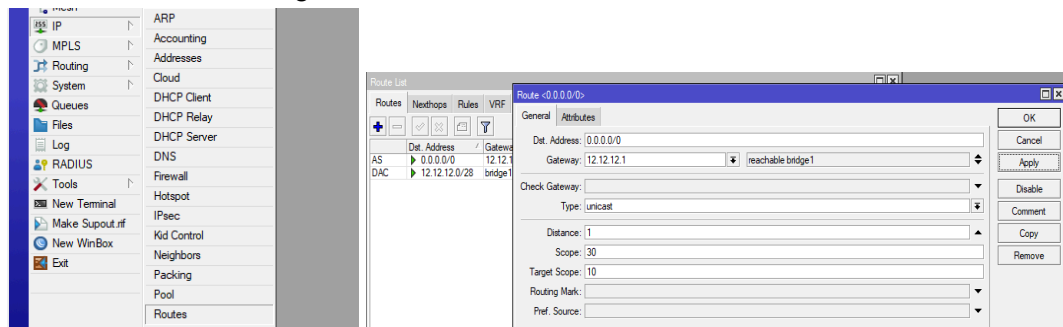 Mesh
IP
MPLS
Routing
System
Queues
Files
Log
RADIUS
Tools
New Terminal
Make Supout.rif
New WinBox
Exit
ARP
Accounting
Addresses
Cloud
DHCP Client
DHCP Relay
DHCP Server
DNS
Firewall
Hotspot
IPsec
Kid Control
Neighbors
Packing
Pool
Routes
Route List
Routes Nexthops Rules VRF
Dst. Address Gatewa
AS 0.0.0.0/0 12.12.1
DAC 12.12.12.0/28 bridge1
Route <0.0.0.0/0>
General Attributes
Dst. Address: 0.0.0.0/0
Gateway: 12.12.12.1 reachable bridge1
Check Gateway:
Type: unicast
Distance: 1
Scope: 30
Target Scope: 10
Routing Mark:
Pref. Source:
OK
Cancel
Apply
Disable
Comment
Copy
Remove